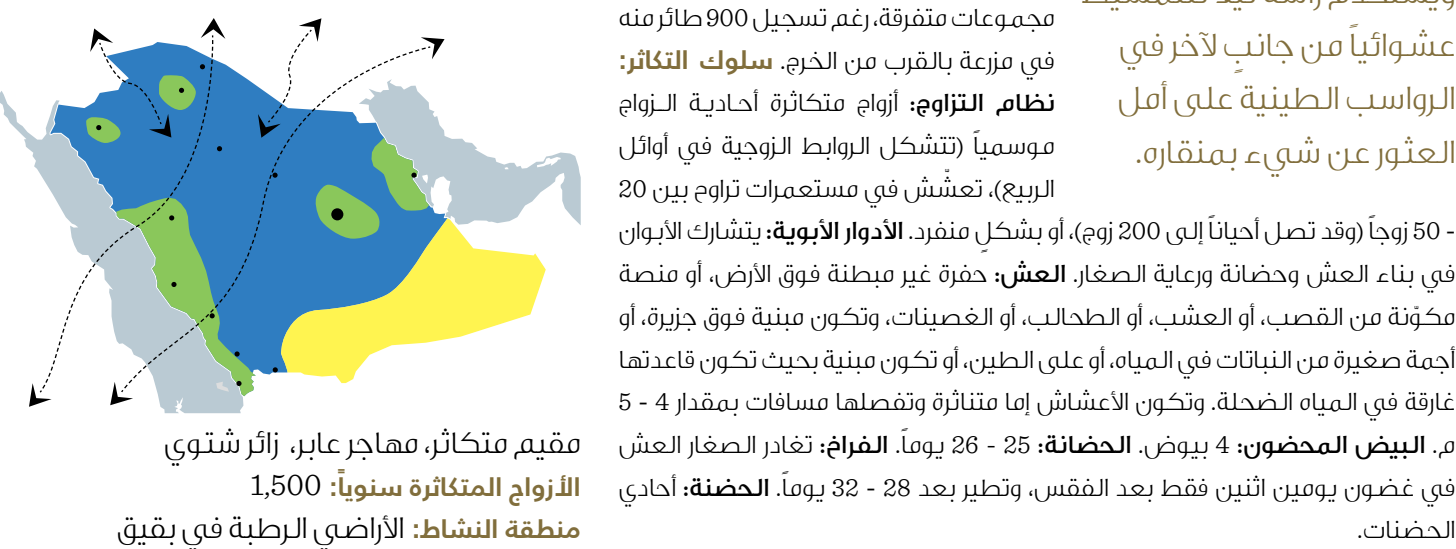 عشوائياً من جانبٍ لآخر في
الرواسب الطينية على أمل
العثور عن شيء بمنقاره.
مجموعات متفرقة، رغم تسجيل 900 طائر منه
في مزرعة بالقرب من الخرج. سلوك التكاثر:
نظام التزاوج: أزواج متكاثرة أحادية الزواج
موسمياً (تتشكل الروابط الزوجية في أوائل
الربيع)، تعشّش في مستعمرات تراوح بين 20
- 50 زوجاً (وقد تصل أحياناً إلى 200 زوج)، أو بشكلٍ منفرد. الأدوار الأبوية: يتشارك الأبوان
في بناء العش وحضانة ورعاية الصغار. العش: حفرة غير مبطنة فوق الأرض، أو منصة
مكوّنة من القصب، أو العشب، أو الطحالب، أو الغصينات، وتكون مبنية فوق جزيرة، أو
أجمة صغيرة من النباتات في المياه، أو على الطين، أو تكون مبنية بحيث تكون قاعدتها
غارقة في المياه الضحلة. وتكون الأعشاش إما متناثرة وتفصلها مسافات بمقدار 4 - 5
م. البيض المحضون: 4 بيوض. الحضانة: 25 - 26 يوماً. الفراخ: تغادر الصغار العش
في غضون يومين اثنين فقط بعد الفقس، وتطير بعد 28 - 32 يوماً. الحضنة: أحادي
الحضنات.
مقيم متكاثر، مهاجر عابر، زائر شتوي
الأزواج المتكاثرة سنوياً: 1,500
منطقة النشاط: الأراضي الرطبة في بقيق